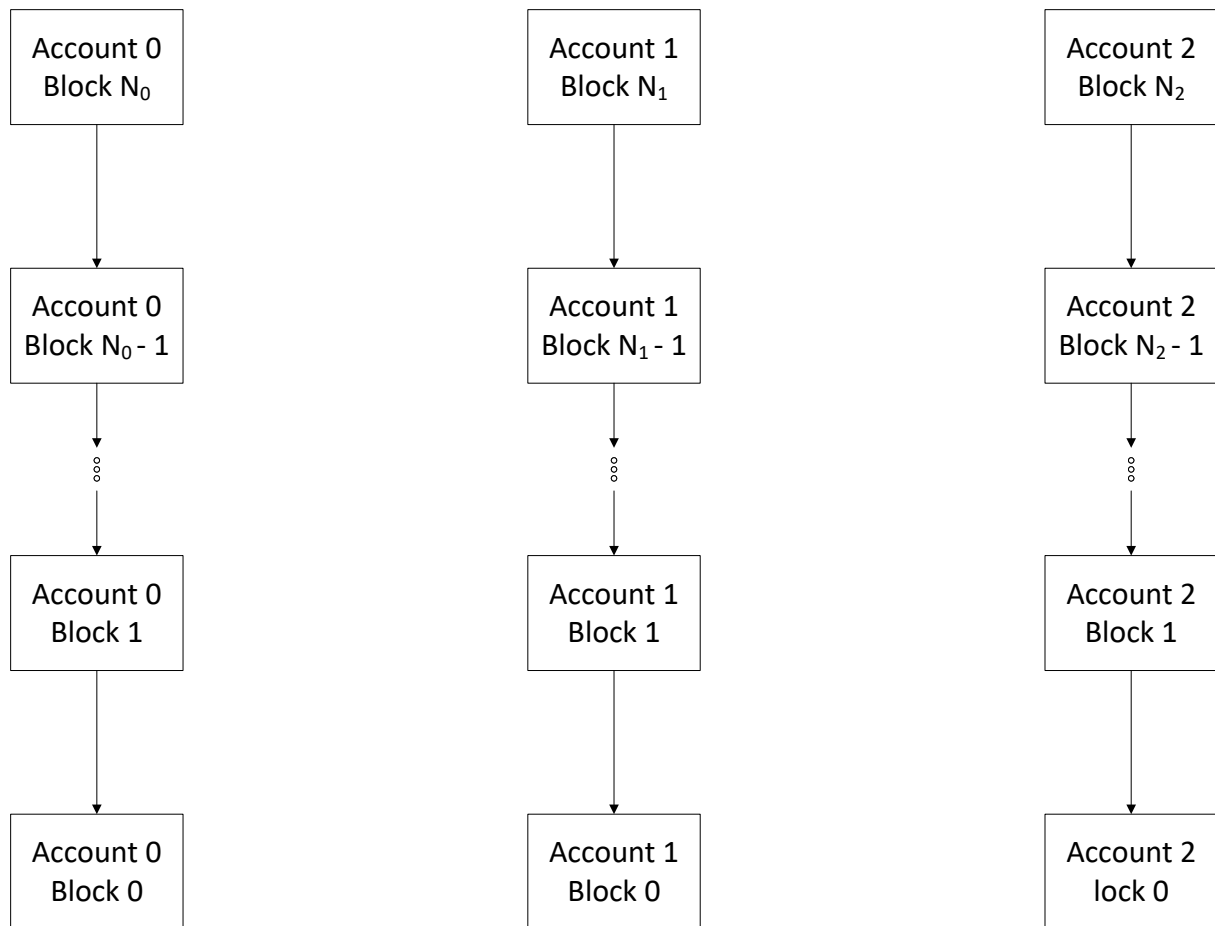 Account 0
Block N₀
Account 1
Block N₁
Account 2
Block N₂
Account 0
Block N₀ - 1
Account 1
Block N₁ - 1
Account 2
Block N₂ - 1
Account 0
Block 1
Account 1
Block 1
Account 2
Block 1
Account 0
Block 0
Account 1
Block 0
Account 2
lock 0